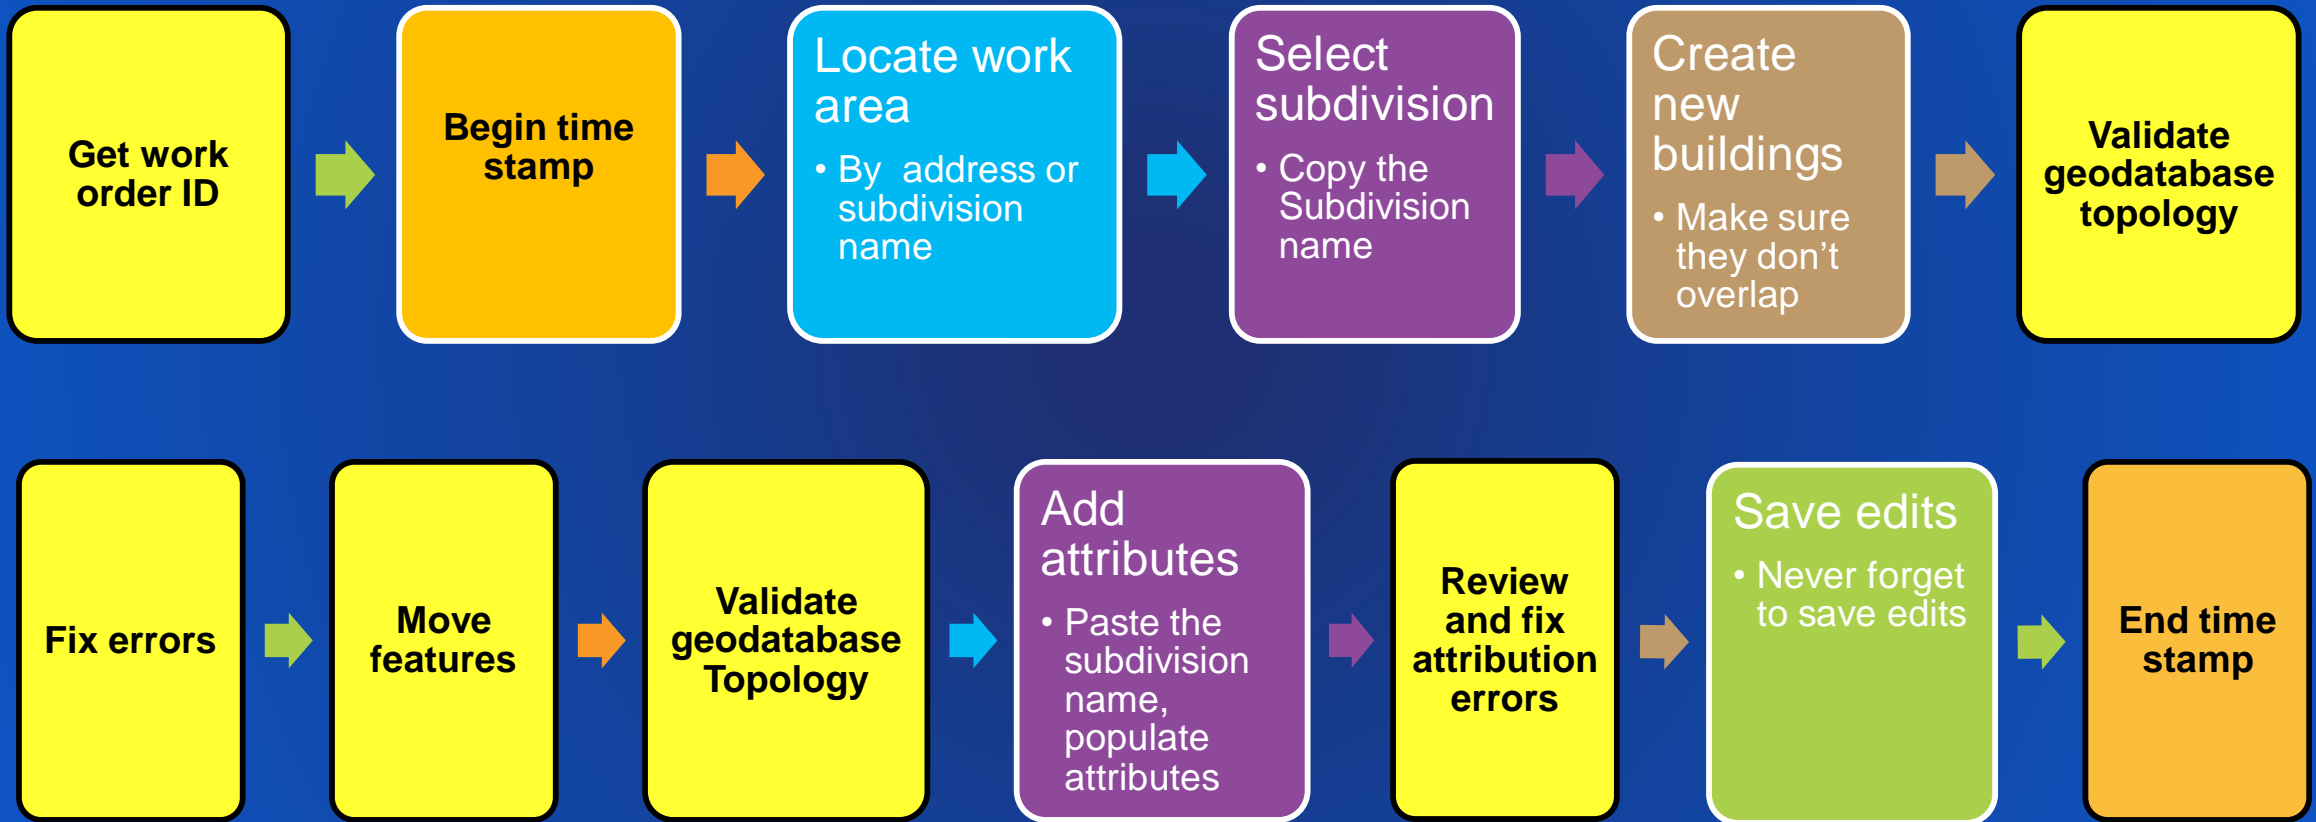 Get work
order ID
Begin time
stamp
Locate work
area
• By  address or
subdivision
name
Select
subdivision
• Copy the
Subdivision
name
Create
new
buildings
• Make sure
they don’t
overlap
Validate
geodatabase
topology
Fix errors
Move
features
Validate
geodatabase
Topology
Add
attributes
• Paste the
subdivision
name,
populate
attributes
Review
and fix
attribution
errors
Save edits
• Never forget
to save edits
End time
stamp